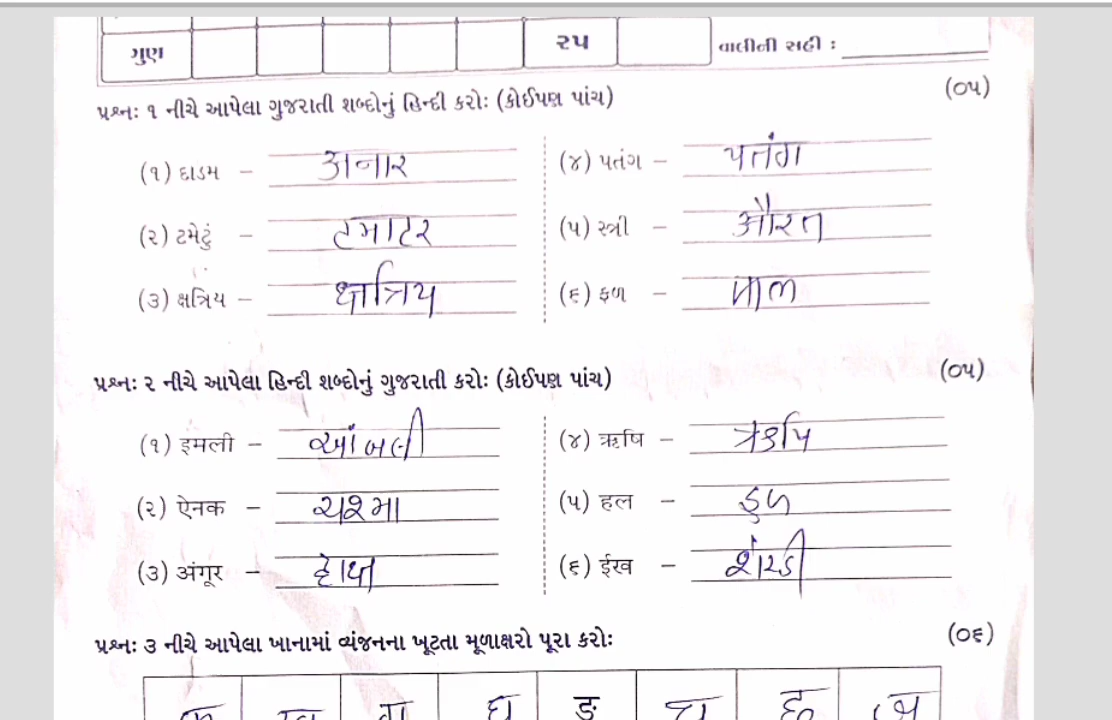 ગુણ ૨૫ વાલીની સહી :
પ્રશ્ન: ૧ નીચે આપેલા ગુજરાતી શબ્દોનું હિન્દી કરો: (કોઈપણ પાંચ) (૦૫)
(૧) દાડમ – अनार (૪) પતંગ – पतंग
(૨) ટમેટું – टमाटर (૫) સ્ત્રી – औरत
(૩) ક્ષત્રિય – क्षत्रिय (૬) ફળ –
પ્રશ્ન: ૨ નીચે આપેલા હિન્દી શબ્દોનું ગુજરાતી કરો: (કોઈપણ પાંચ) (૦૫)
(૧) इमली – આંબલી (૪) ऋषि –
(૨) ऐनक – ચશ્મા (૫) हल –
(૩) अंगूर – (૬) ईख – શેરડી
પ્રશ્ન: ૩ નીચે આપેલા ખાનામાં વ્યંજનના ખૂટતા મૂળાક્ષરો પૂરા કરો: (૦૬)
ङ